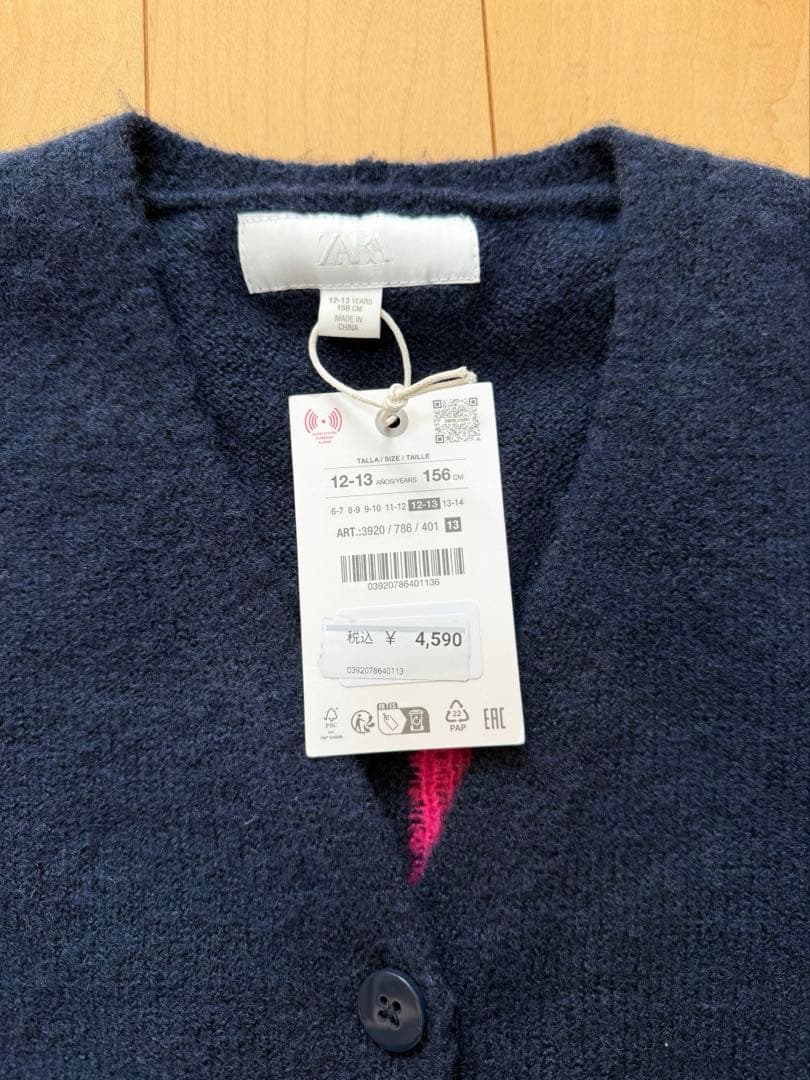 ZARA
12-13 YEARS
156 CM
MADE IN
CHINA
TALLA / SIZE / TAILLE
12-13 AÑOS/YEARS 156 CM
6-7 8-9 9-10 11-12 12-13 13-14
ART.:3920 / 786 / 401 13
03920786401136
税込 ¥ 4,590
0392078640113
FSC
22
PAP
EAC